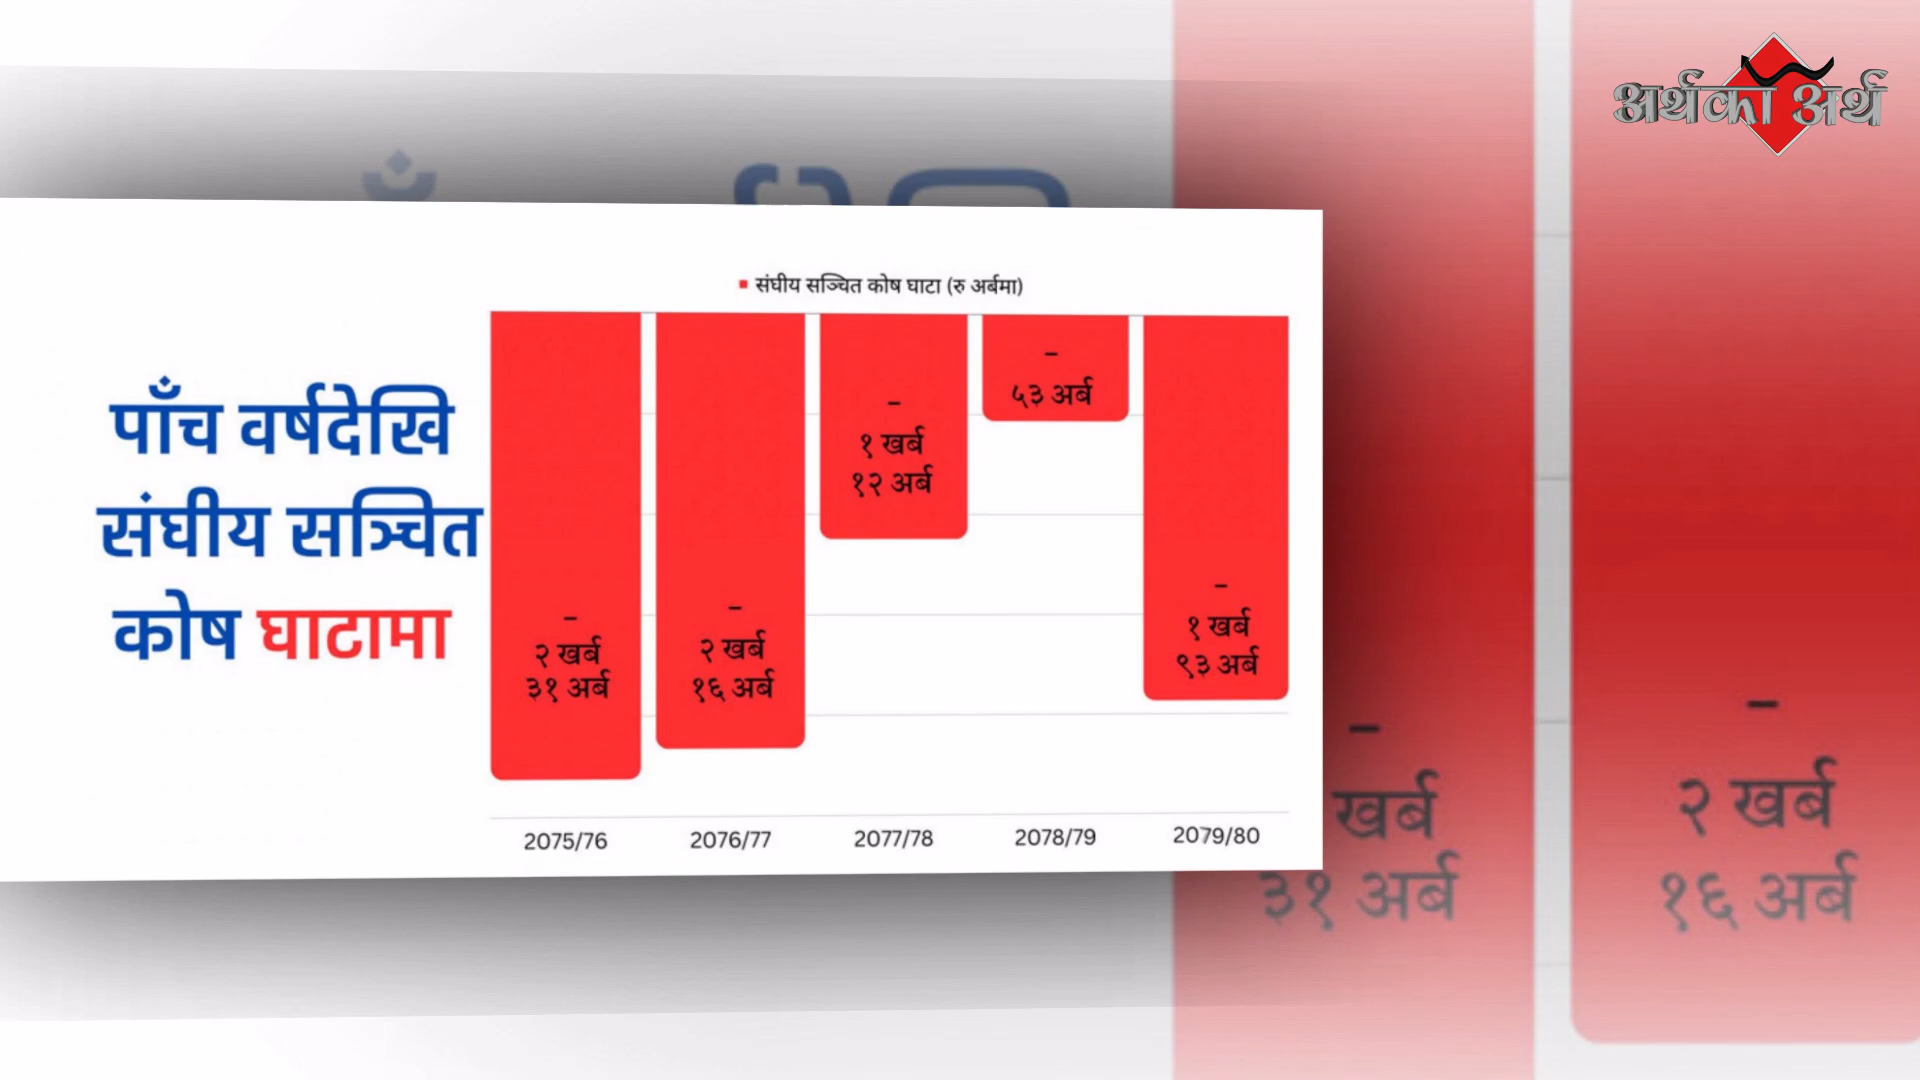 अर्थको अर्थ
संघीय सञ्चित कोष घाटा (रु अर्बमा)
पाँच वर्षदेखि
संघीय सञ्चित
कोष घाटामा
–
२ खर्ब
३१ अर्ब
–
२ खर्ब
१६ अर्ब
–
१ खर्ब
१२ अर्ब
–
५३ अर्ब
–
१ खर्ब
९३ अर्ब
2075/76
2076/77
2077/78
2078/79
2079/80
–
खर्ब
३१ अर्ब
–
२ खर्ब
१६ अर्ब